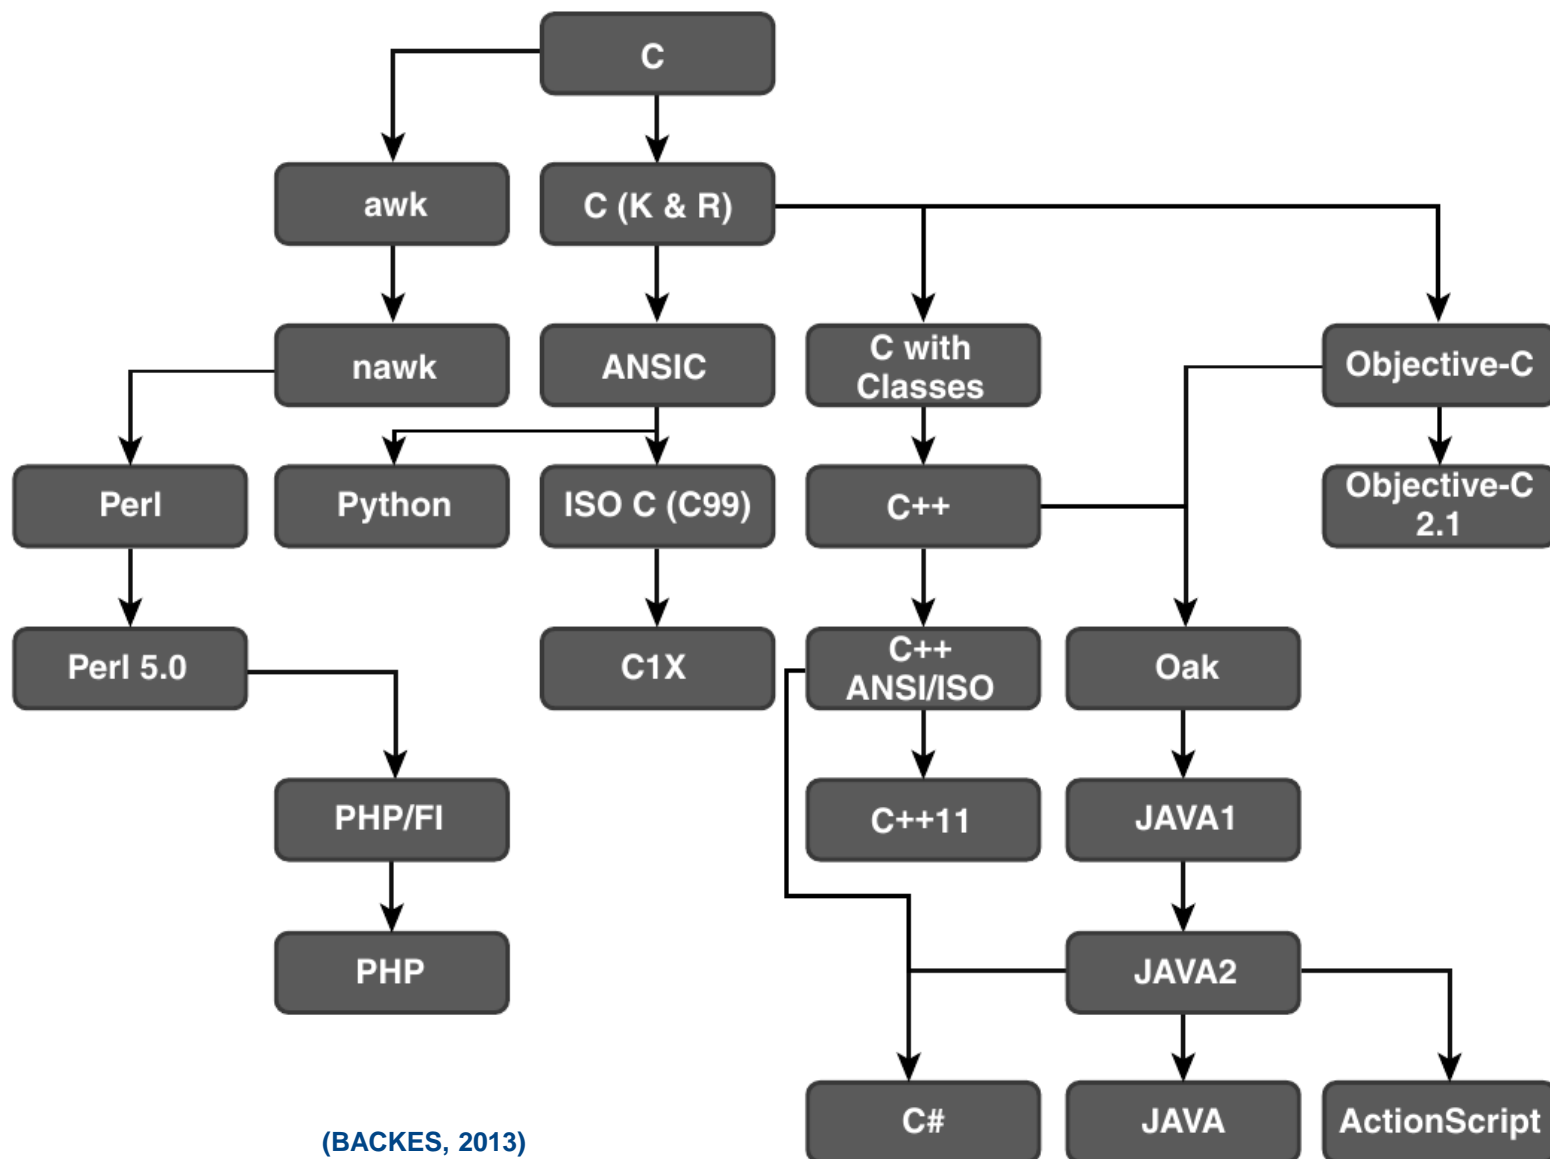 C
awk
C (K & R)
nawk
ANSIC
C with
Classes
Objective-C
Perl
Python
ISO C (C99)
C++
Objective-C
2.1
Perl 5.0
C1X
C++
ANSI/ISO
Oak
PHP/FI
C++11
JAVA1
PHP
JAVA2
C#
JAVA
ActionScript
(BACKES, 2013)